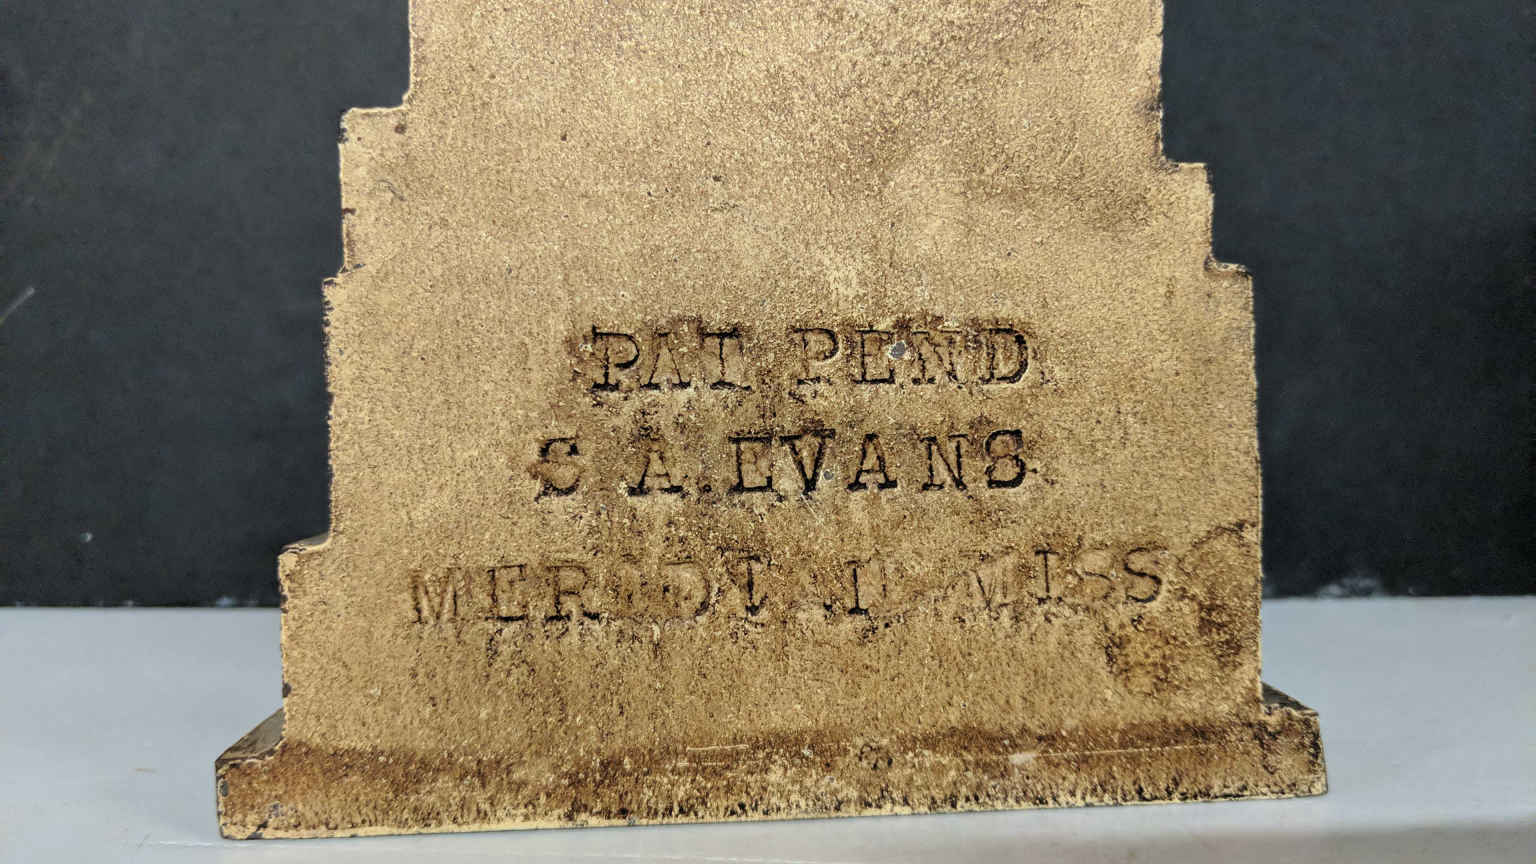 PAT PEND
S A. EVANS
MERIDIAN MISS